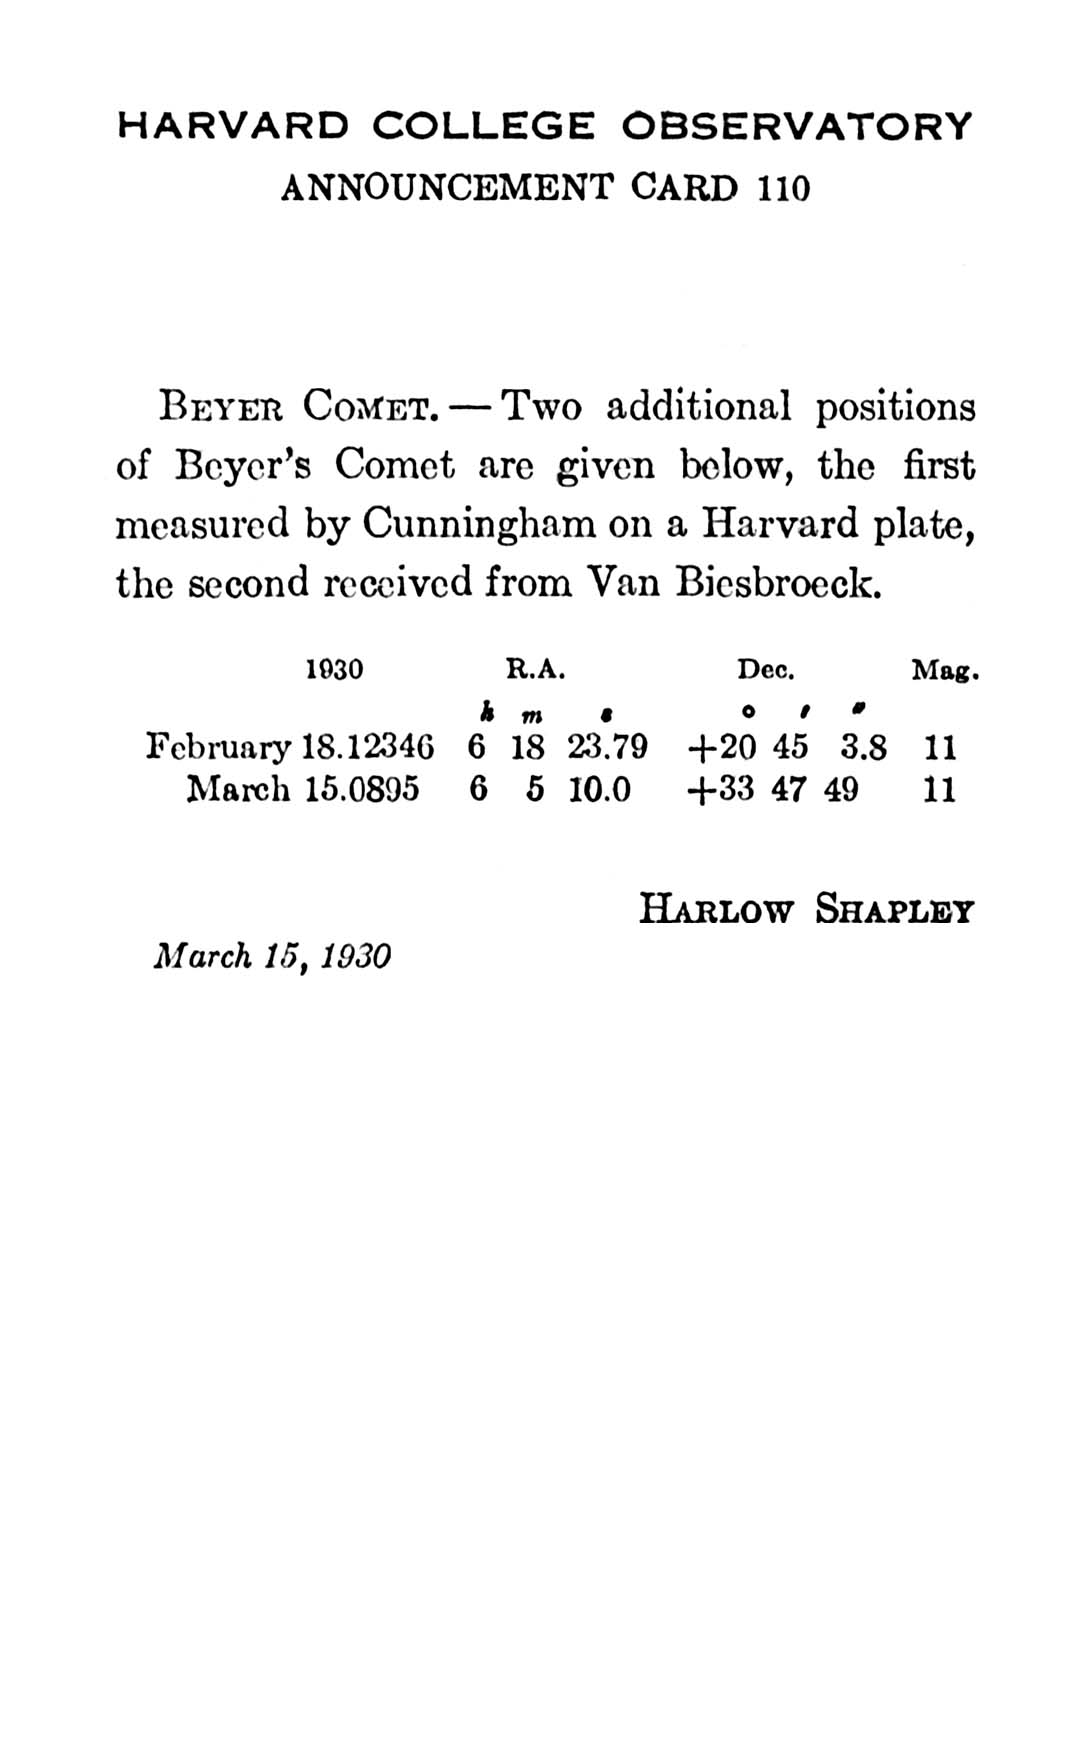 HARVARD COLLEGE OBSERVATORY
ANNOUNCEMENT CARD 110
BEYER COMET. — Two additional positions
of Beyer's Comet are given below, the first
measured by Cunningham on a Harvard plate,
the second received from Van Biesbroeck.
1930 R.A. Dec. Mag.
h m s ° ′ ″
February 18.12346 6 18 23.79 +20 45 3.8 11
March 15.0895 6 5 10.0 +33 47 49 11
HARLOW SHAPLEY
March 15, 1930